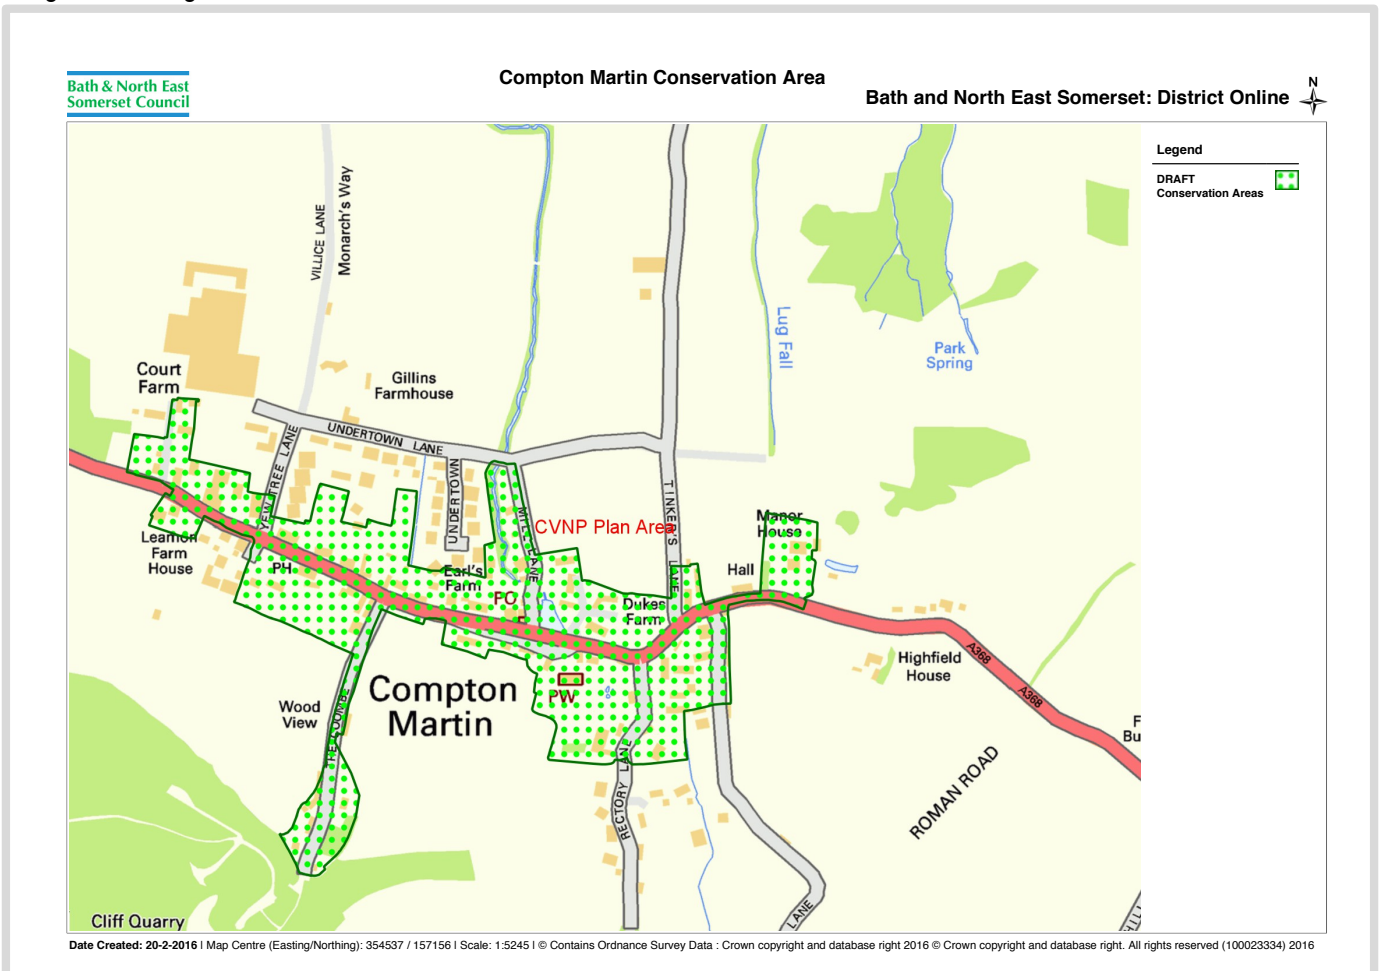 Compton Martin Conservation Area
Bath & North East
Somerset Council
Bath and North East Somerset: District Online
N
Legend
DRAFT
Conservation Areas
VILLICE LANE
Monarch's Way
Lug Fall
Park
Spring
Court
Farm
Gillins
Farmhouse
UNDERTOWN LANE
YEW TREE LANE
UNDERTOWN
MILL LANE
CVNP Plan Area
TINKER'S LANE
Manor
House
Leamon
Farm
House
PH
Earl's
Farm
PO
Dukes
Farm
Hall
Highfield
House
A368
A368
Wood
View
THE COOMBE
Compton
Martin
PW
RECTORY LANE
ROMAN ROAD
F
Bu
LANE
Cliff Quarry
Date Created: 20-2-2016 | Map Centre (Easting/Northing): 354537 / 157156 | Scale: 1:5245 | © Contains Ordnance Survey Data : Crown copyright and database right 2016 © Crown copyright and database right. All rights reserved (100023334) 2016